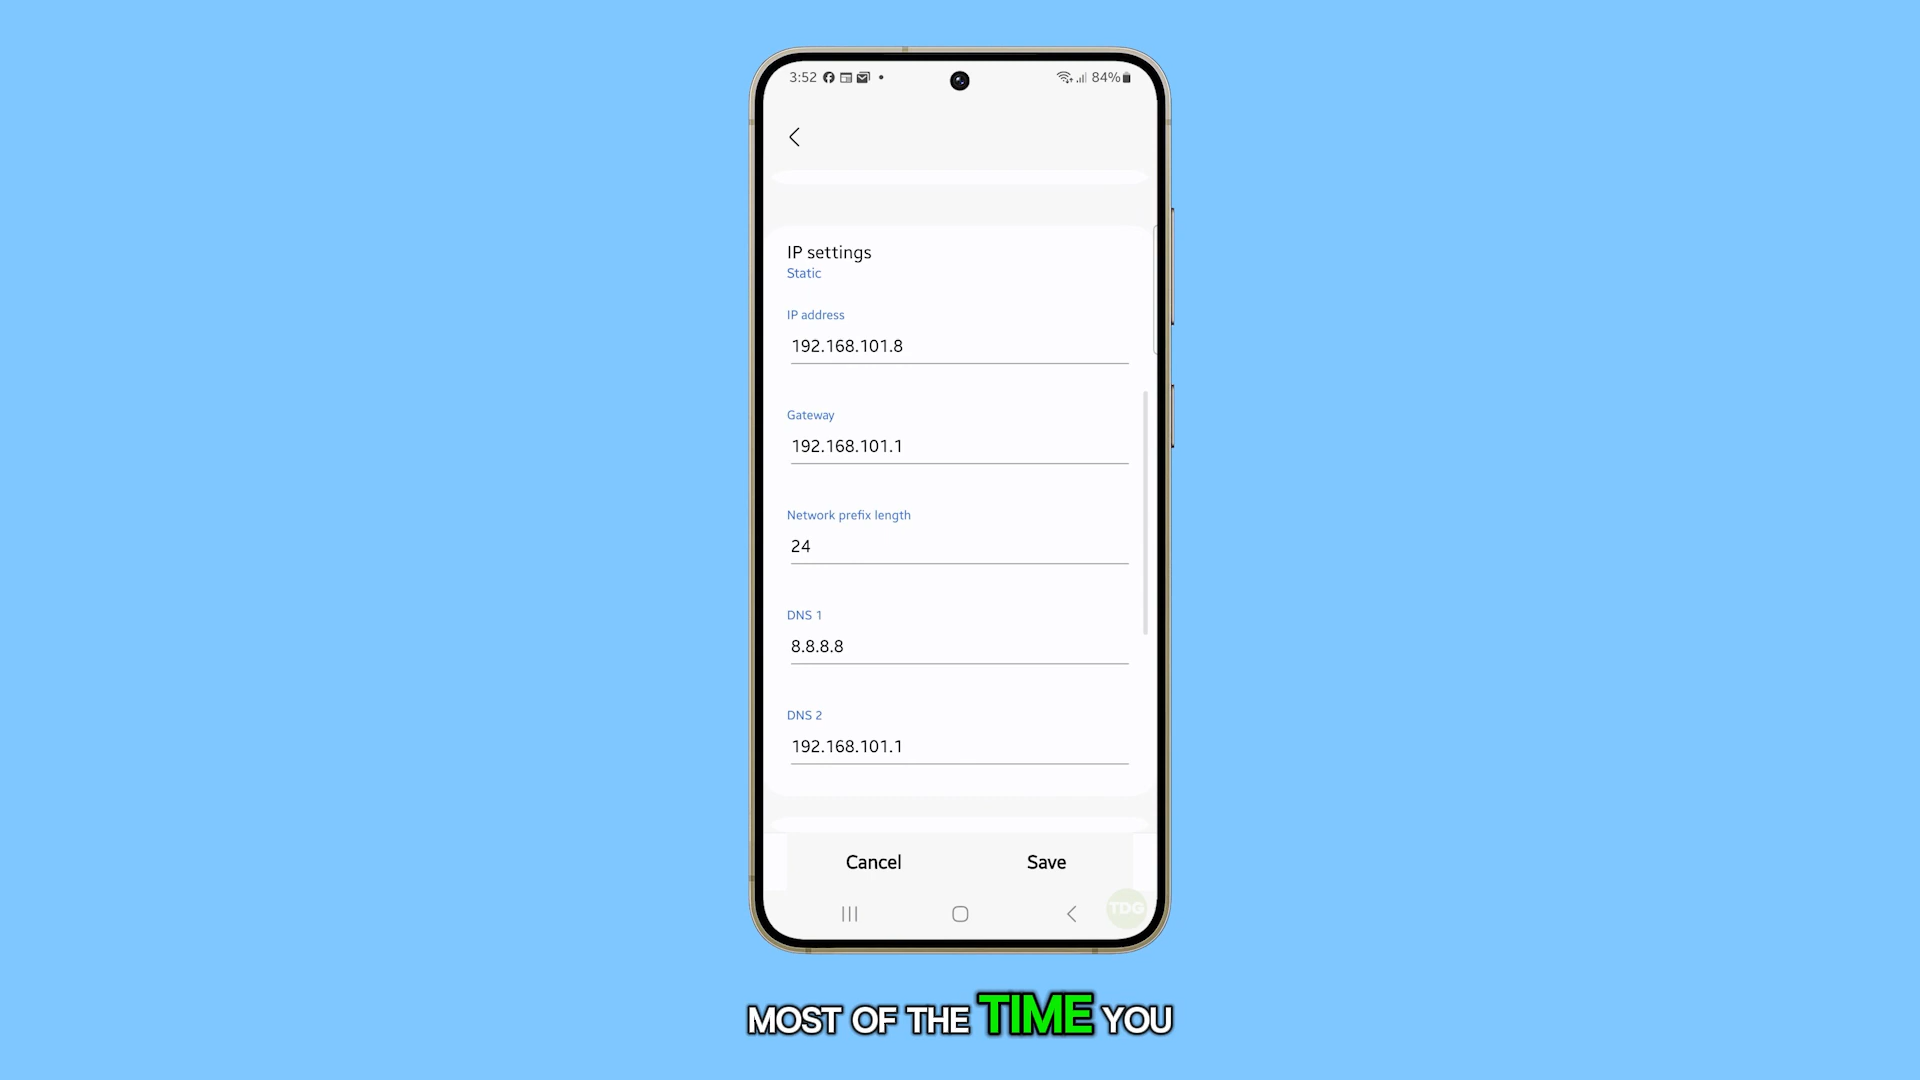 3:52
84%
IP settings
Static
IP address
192.168.101.8
Gateway
192.168.101.1
Network prefix length
24
DNS 1
8.8.8.8
DNS 2
192.168.101.1
Cancel Save
TDG
MOST OF THE TIME YOU